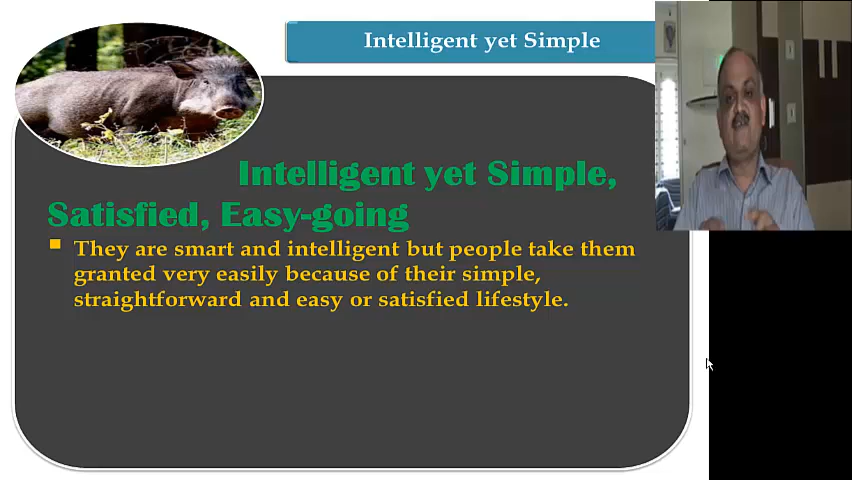 Intelligent yet Simple
Intelligent yet Simple,
Satisfied, Easy-going
They are smart and intelligent but people take them
granted very easily because of their simple,
straightforward and easy or satisfied lifestyle.